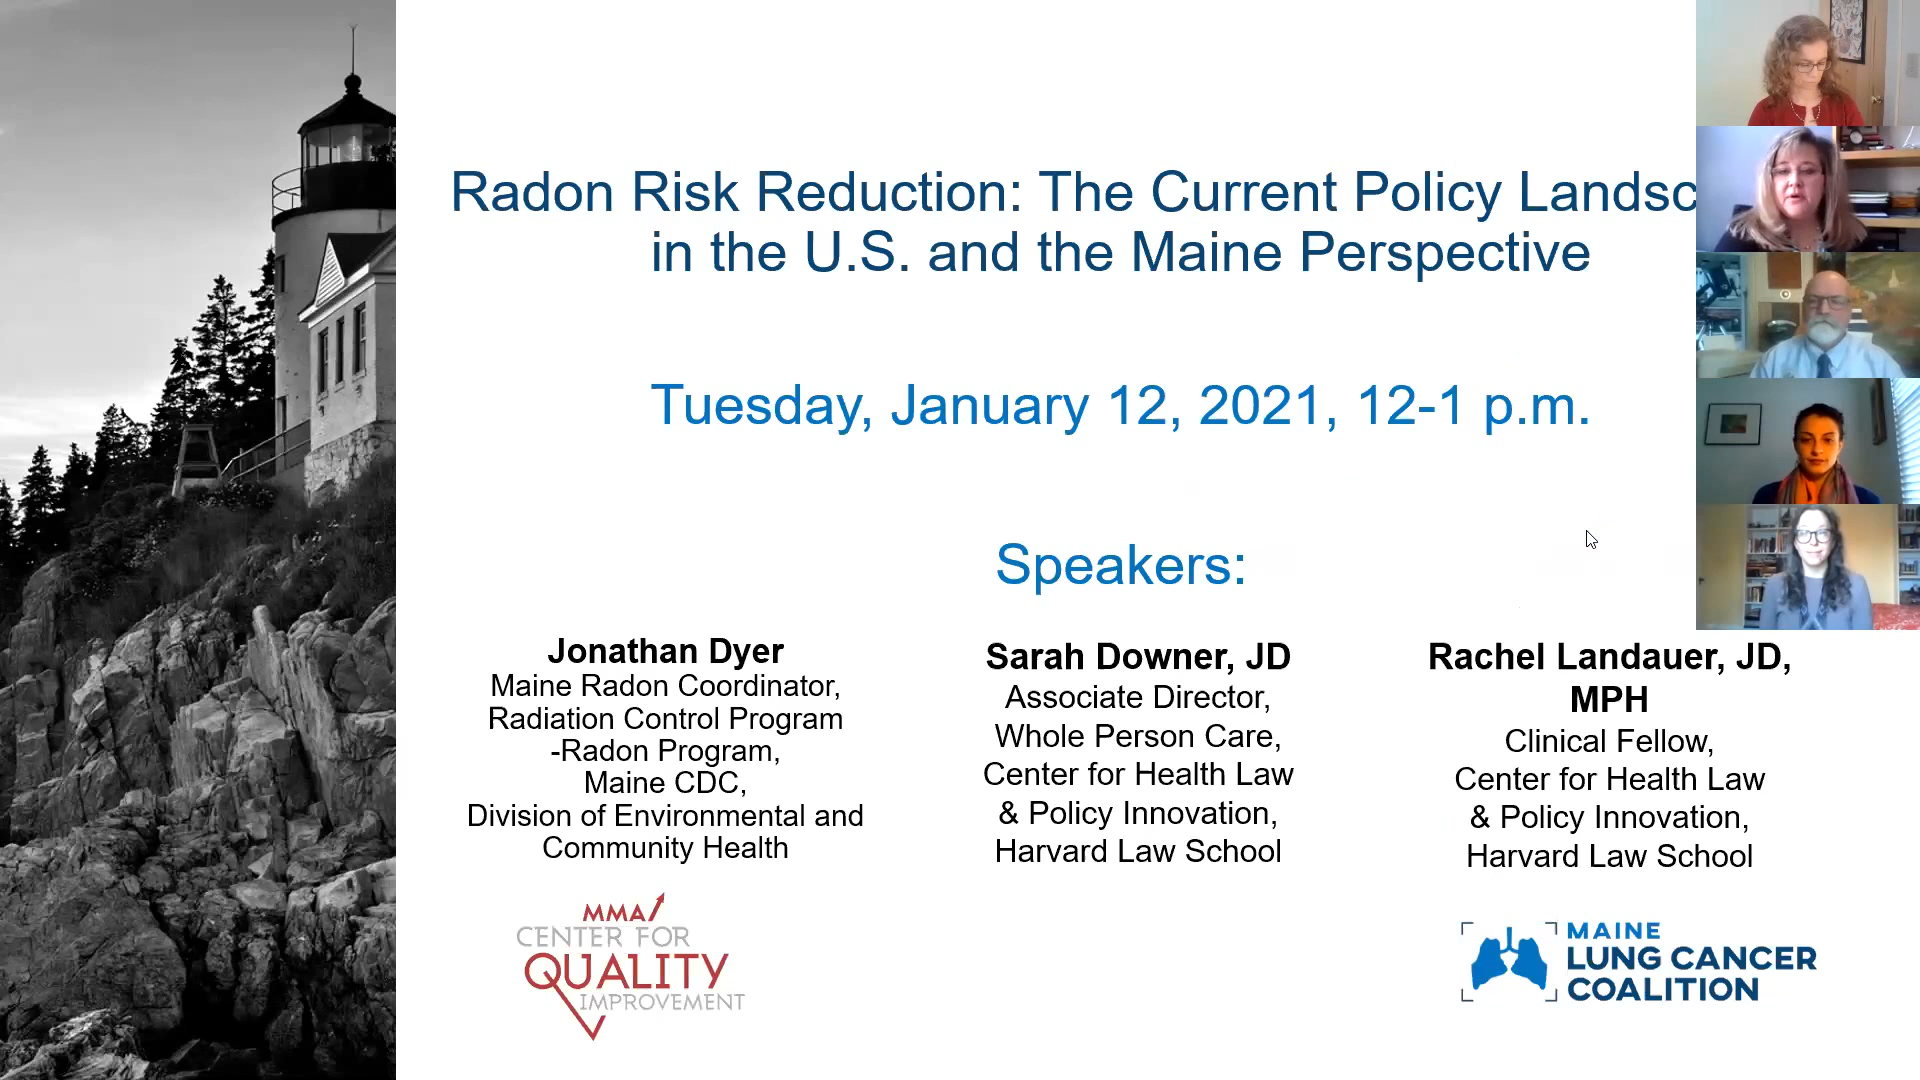 Radon Risk Reduction: The Current Policy Landsc
in the U.S. and the Maine Perspective
Tuesday, January 12, 2021, 12-1 p.m.
Speakers:
Jonathan Dyer
Maine Radon Coordinator,
Radiation Control Program
-Radon Program,
Maine CDC,
Division of Environmental and
Community Health
Sarah Downer, JD
Associate Director,
Whole Person Care,
Center for Health Law
& Policy Innovation,
Harvard Law School
Rachel Landauer, JD,
MPH
Clinical Fellow,
Center for Health Law
& Policy Innovation,
Harvard Law School
MMA
CENTER FOR
QUALITY
IMPROVEMENT
MAINE
LUNG CANCER
COALITION